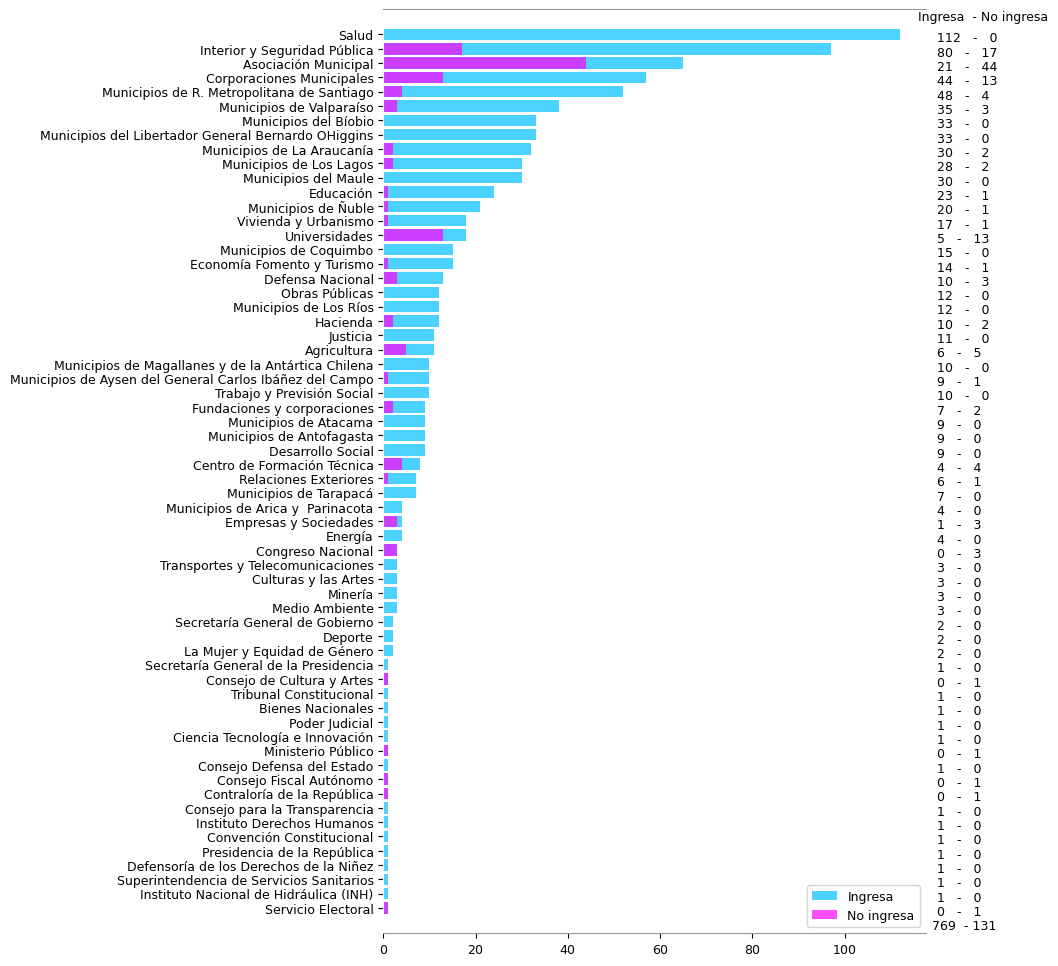 Ingresa - No ingresa
Salud 112 - 0
Interior y Seguridad Pública 80 - 17
Asociación Municipal 21 - 44
Corporaciones Municipales 44 - 13
Municipios de R. Metropolitana de Santiago 48 - 4
Municipios de Valparaíso 35 - 3
Municipios del Bíobio 33 - 0
Municipios del Libertador General Bernardo OHiggins 33 - 0
Municipios de La Araucanía 30 - 2
Municipios de Los Lagos 28 - 2
Municipios del Maule 30 - 0
Educación 23 - 1
Municipios de Ñuble 20 - 1
Vivienda y Urbanismo 17 - 1
Universidades 5 - 13
Municipios de Coquimbo 15 - 0
Economía Fomento y Turismo 14 - 1
Defensa Nacional 10 - 3
Obras Públicas 12 - 0
Municipios de Los Ríos 12 - 0
Hacienda 10 - 2
Justicia 11 - 0
Agricultura 6 - 5
Municipios de Magallanes y de la Antártica Chilena 10 - 0
Municipios de Aysen del General Carlos Ibáñez del Campo 9 - 1
Trabajo y Previsión Social 10 - 0
Fundaciones y corporaciones 7 - 2
Municipios de Atacama 9 - 0
Municipios de Antofagasta 9 - 0
Desarrollo Social 9 - 0
Centro de Formación Técnica 4 - 4
Relaciones Exteriores 6 - 1
Municipios de Tarapacá 7 - 0
Municipios de Arica y  Parinacota 4 - 0
Empresas y Sociedades 1 - 3
Energía 4 - 0
Congreso Nacional 0 - 3
Transportes y Telecomunicaciones 3 - 0
Culturas y las Artes 3 - 0
Minería 3 - 0
Medio Ambiente 3 - 0
Secretaría General de Gobierno 2 - 0
Deporte 2 - 0
La Mujer y Equidad de Género 2 - 0
Secretaría General de la Presidencia 1 - 0
Consejo de Cultura y Artes 0 - 1
Tribunal Constitucional 1 - 0
Bienes Nacionales 1 - 0
Poder Judicial 1 - 0
Ciencia Tecnología e Innovación 1 - 0
Ministerio Público 0 - 1
Consejo Defensa del Estado 1 - 0
Consejo Fiscal Autónomo 0 - 1
Contraloría de la República 0 - 1
Consejo para la Transparencia 1 - 0
Instituto Derechos Humanos 1 - 0
Convención Constitucional 1 - 0
Presidencia de la República 1 - 0
Defensoría de los Derechos de la Niñez 1 - 0
Superintendencia de Servicios Sanitarios 1 - 0
Instituto Nacional de Hidráulica (INH) 1 - 0
Servicio Electoral 0 - 1
769 - 131
Ingresa
No ingresa
0 20 40 60 80 100